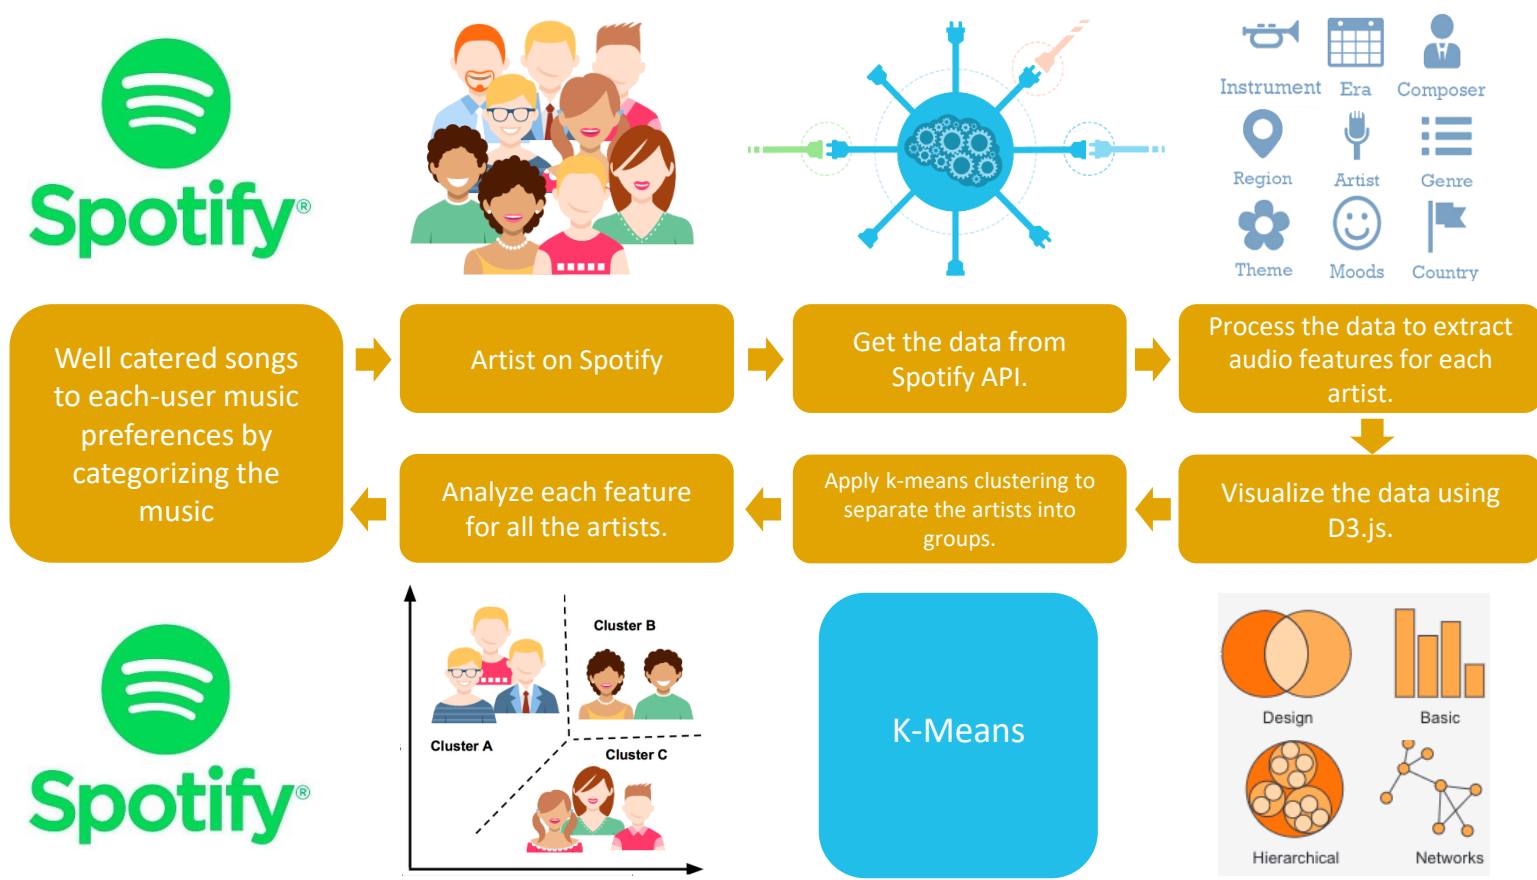 Spotify®
Instrument
Era
Composer
Region
Artist
Genre
Theme
Moods
Country
Well catered songs
to each-user music
preferences by
categorizing the
music
Artist on Spotify
Get the data from
Spotify API.
Process the data to extract
audio features for each
artist.
Analyze each feature
for all the artists.
Apply k-means clustering to
separate the artists into
groups.
Visualize the data using
D3.js.
Spotify®
Cluster A
Cluster B
Cluster C
K-Means
Design
Basic
Hierarchical
Networks